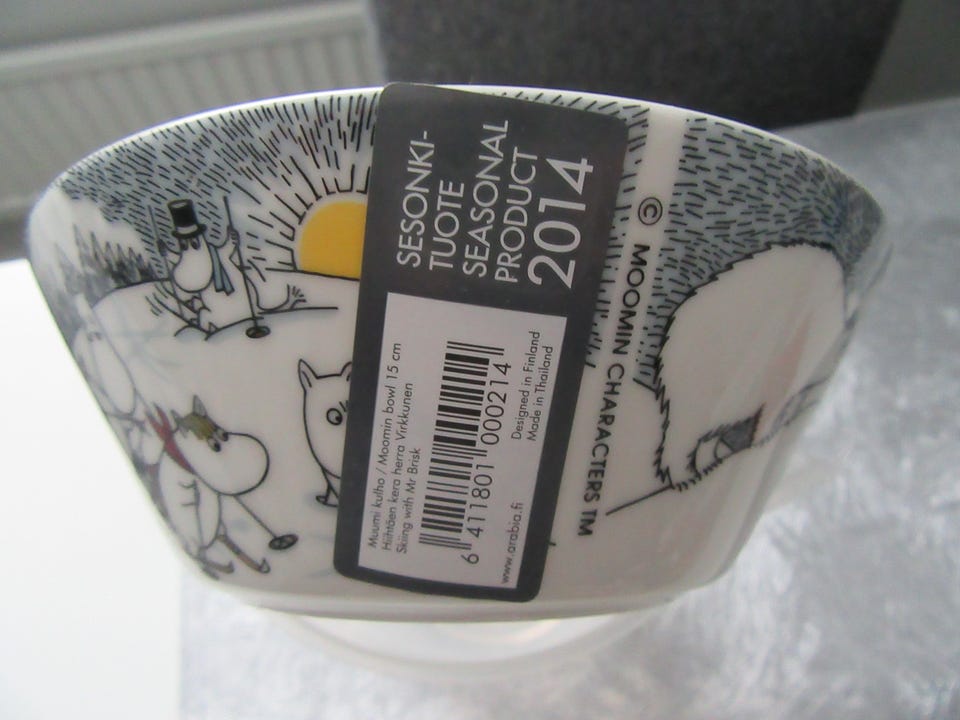 SESONKI-
TUOTE
SEASONAL
PRODUCT
2014
Muumi kulho / Moomin bowl 15 cm
Hiihtäen kera herra Virkkunen
Skiing with Mr Brisk
6 411801 000214
Designed in Finland
Made in Thailand
www.arabia.fi
© MOOMIN CHARACTERS TM